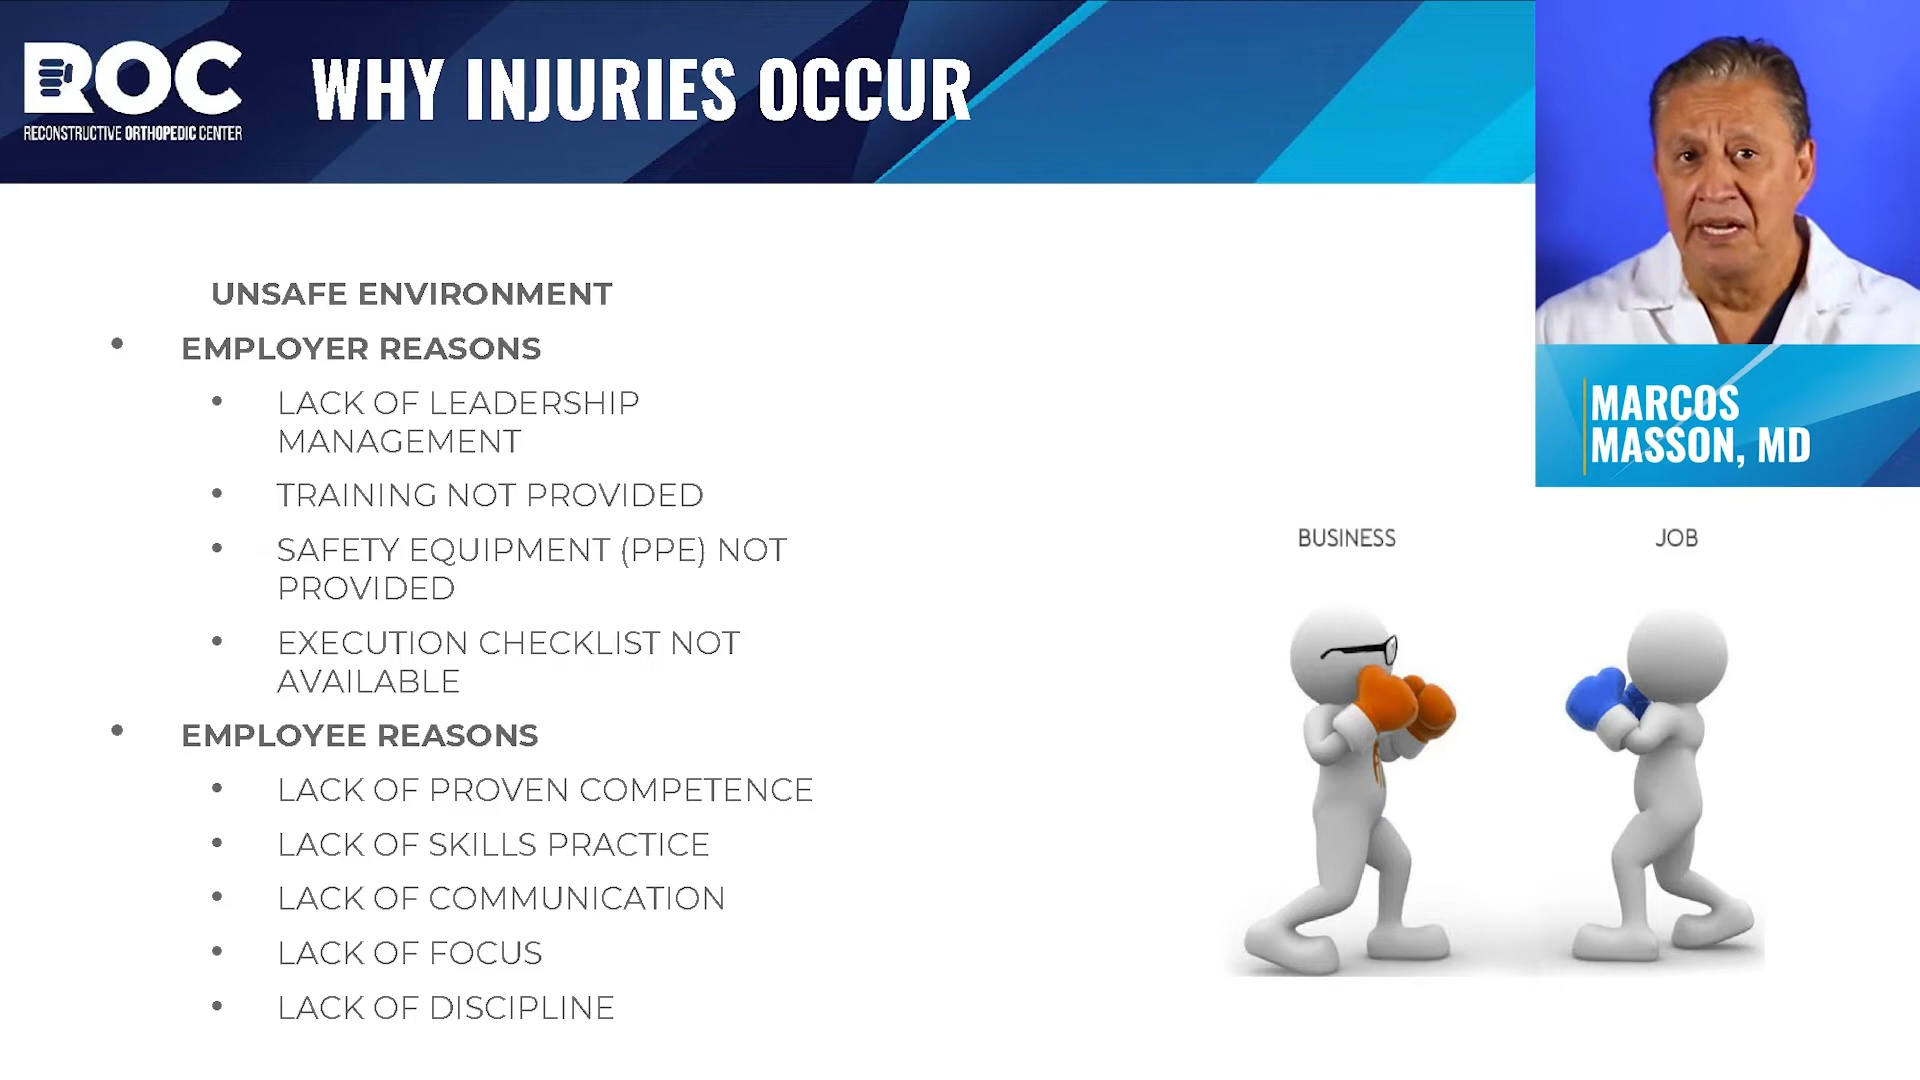 ROC
RECONSTRUCTIVE ORTHOPEDIC CENTER
WHY INJURIES OCCUR
UNSAFE ENVIRONMENT
• EMPLOYER REASONS
• LACK OF LEADERSHIP
MANAGEMENT
• TRAINING NOT PROVIDED
• SAFETY EQUIPMENT (PPE) NOT
PROVIDED
• EXECUTION CHECKLIST NOT
AVAILABLE
• EMPLOYEE REASONS
• LACK OF PROVEN COMPETENCE
• LACK OF SKILLS PRACTICE
• LACK OF COMMUNICATION
• LACK OF FOCUS
• LACK OF DISCIPLINE
MARCOS
MASSON, MD
BUSINESS
JOB